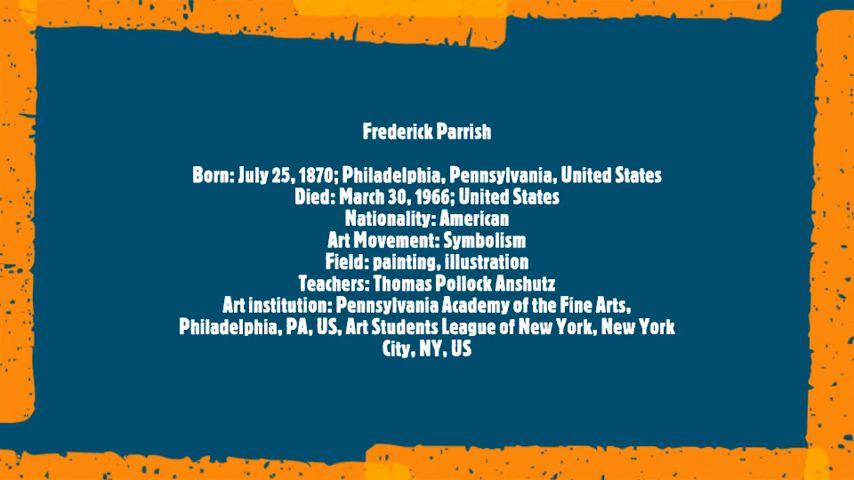 Frederick Parrish
Born: July 25, 1870; Philadelphia, Pennsylvania, United States
Died: March 30, 1966; United States
Nationality: American
Art Movement: Symbolism
Field: painting, illustration
Teachers: Thomas Pollock Anshutz
Art institution: Pennsylvania Academy of the Fine Arts,
Philadelphia, PA, US, Art Students League of New York, New York
City, NY, US